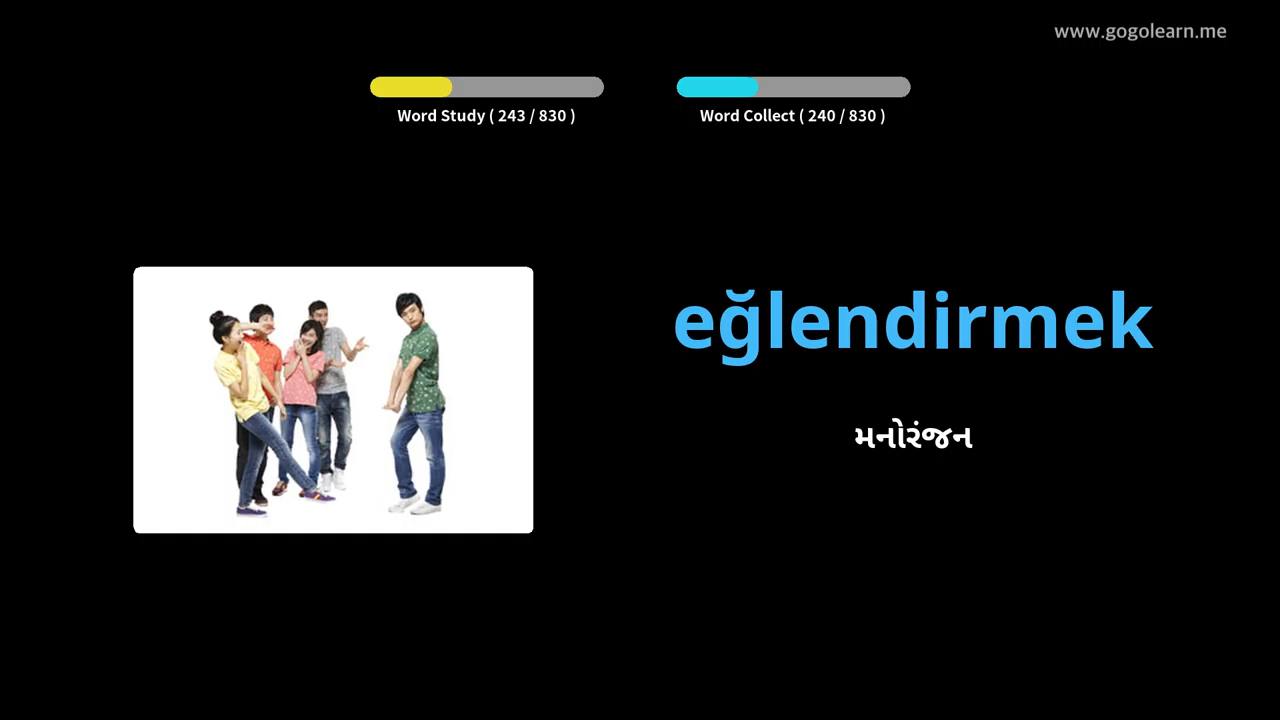 www.gogolearn.me
Word Study ( 243 / 830 )
Word Collect ( 240 / 830 )
eğlendirmek
મનોરંજન